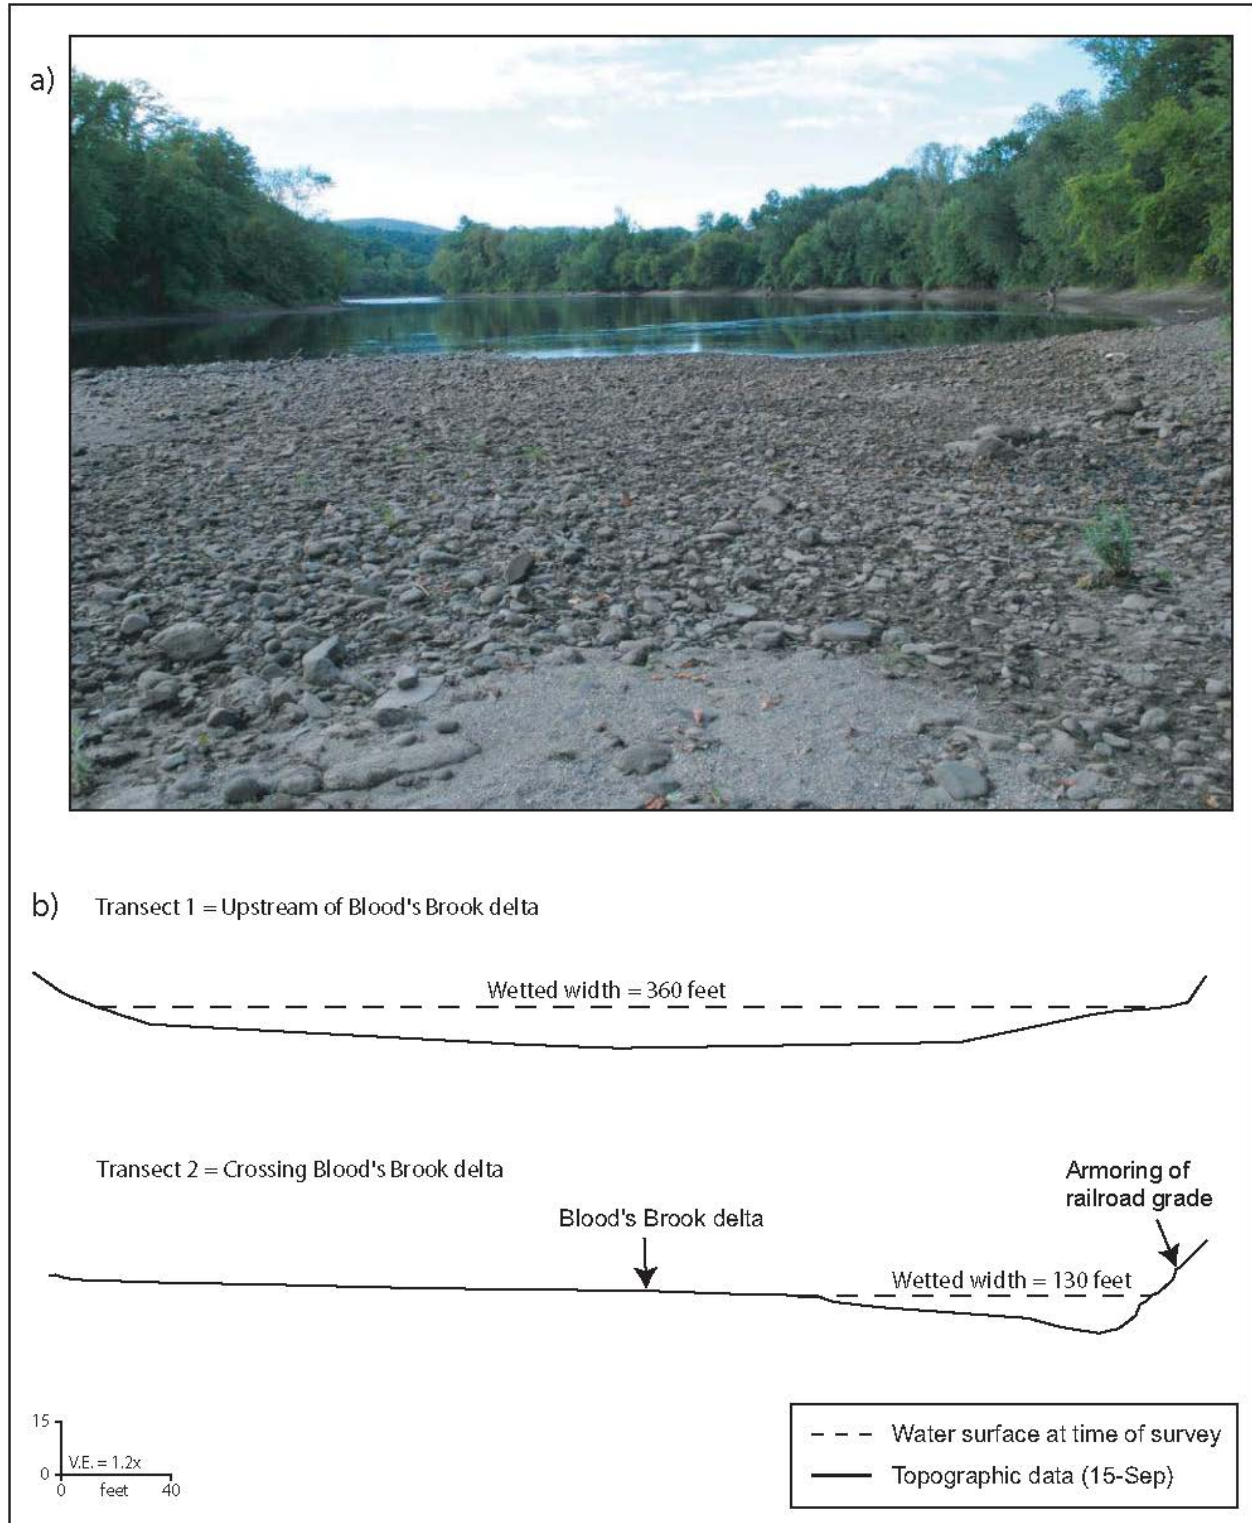 a)
b) Transect 1 = Upstream of Blood's Brook delta
Wetted width = 360 feet
Transect 2 = Crossing Blood's Brook delta
Armoring of
railroad grade
Blood's Brook delta
Wetted width = 130 feet
15
V.E. = 1.2x
0
0 feet 40
Water surface at time of survey
Topographic data (15-Sep)